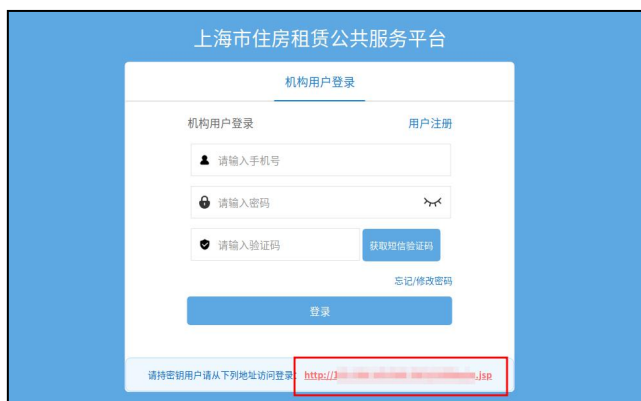 上海市住房租赁公共服务平台
机构用户登录
机构用户登录 用户注册
请输入手机号
请输入密码
请输入验证码 获取短信验证码
忘记/修改密码
登录
请持密钥用户请从下列地址访问登录: http:// .jsp